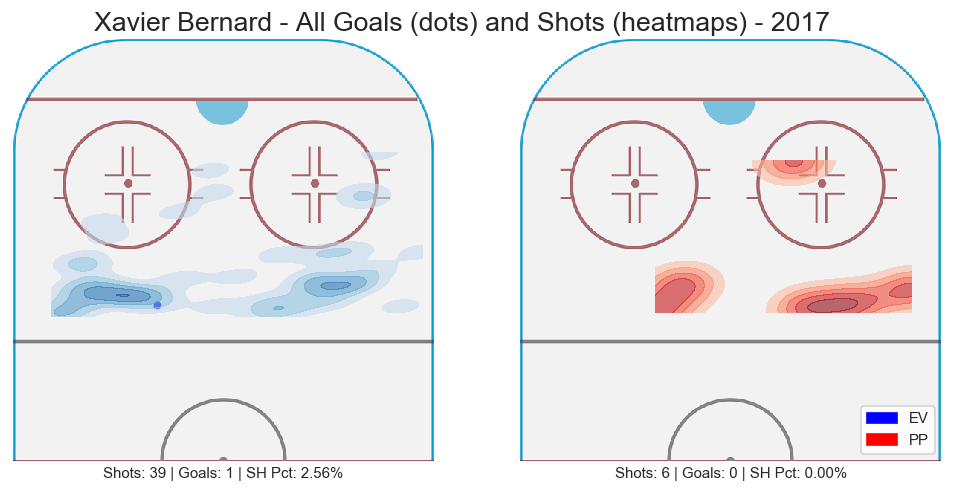 Xavier Bernard - All Goals (dots) and Shots (heatmaps) - 2017
EV
PP
Shots: 39 | Goals: 1 | SH Pct: 2.56%
Shots: 6 | Goals: 0 | SH Pct: 0.00%